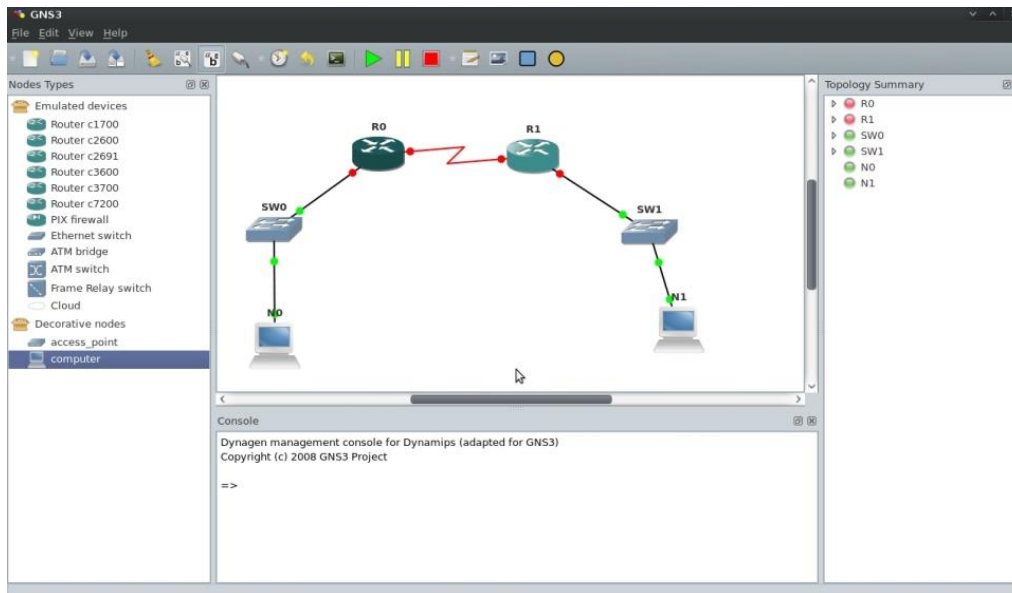 GNS3
File Edit View Help
Nodes Types
Emulated devices
Router c1700
Router c2600
Router c2691
Router c3600
Router c3700
Router c7200
PIX firewall
Ethernet switch
ATM bridge
ATM switch
Frame Relay switch
Cloud
Decorative nodes
access_point
computer
R0
R1
SW0
SW1
N0
N1
Topology Summary
R0
R1
SW0
SW1
N0
N1
Console
Dynagen management console for Dynamips (adapted for GNS3)
Copyright (c) 2008 GNS3 Project
=>